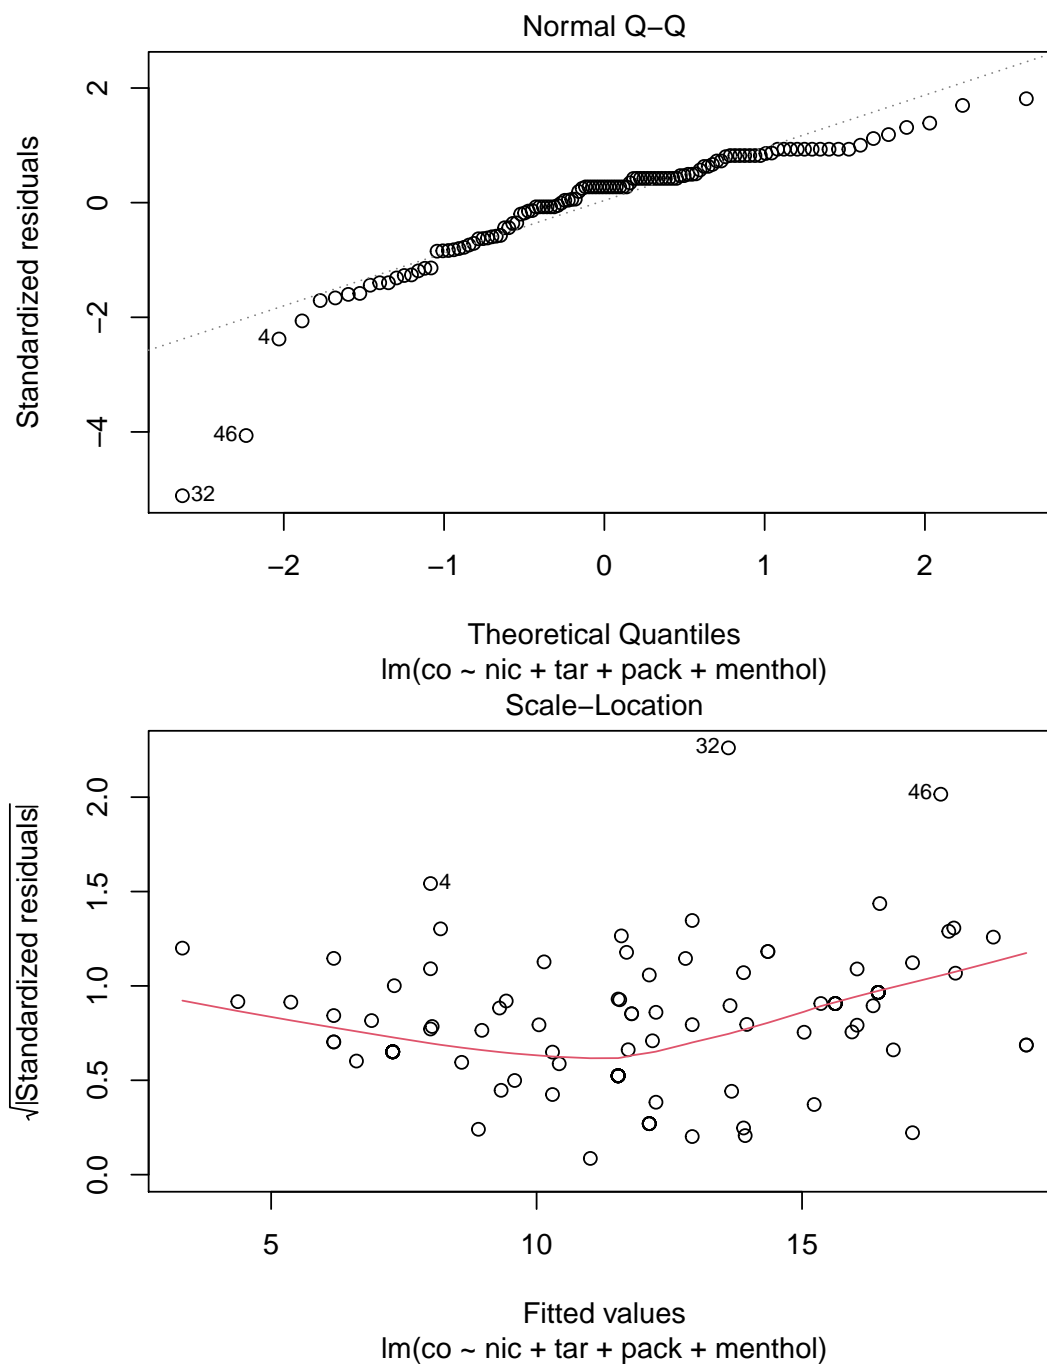 Normal Q−Q
Standardized residuals
2
0
−2
−4
4
46
32
−2
−1
0
1
2
Theoretical Quantiles
lm(co ~ nic + tar + pack + menthol)
Scale−Location
√|Standardized residuals|
2.0
1.5
1.0
0.5
0.0
32
46
4
5
10
15
Fitted values
lm(co ~ nic + tar + pack + menthol)